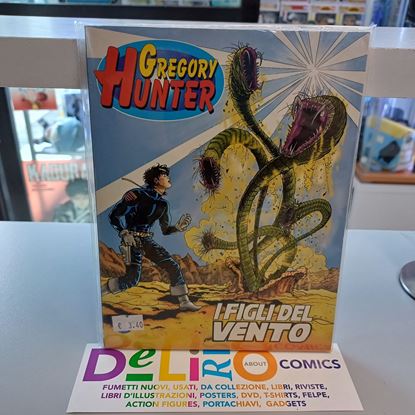 GREGORY
HUNTER
I FIGLI DEL
VENTO
€ 3,40
DeLiRiO ABOUT COMICS
FUMETTI NUOVI, USATI, DA COLLEZIONE, LIBRI, RIVISTE,
LIBRI D'ILLUSTRAZIONI, POSTERS, DVD, T-SHIRTS, FELPE,
ACTION FIGURES, PORTACHIAVI, GADGETS